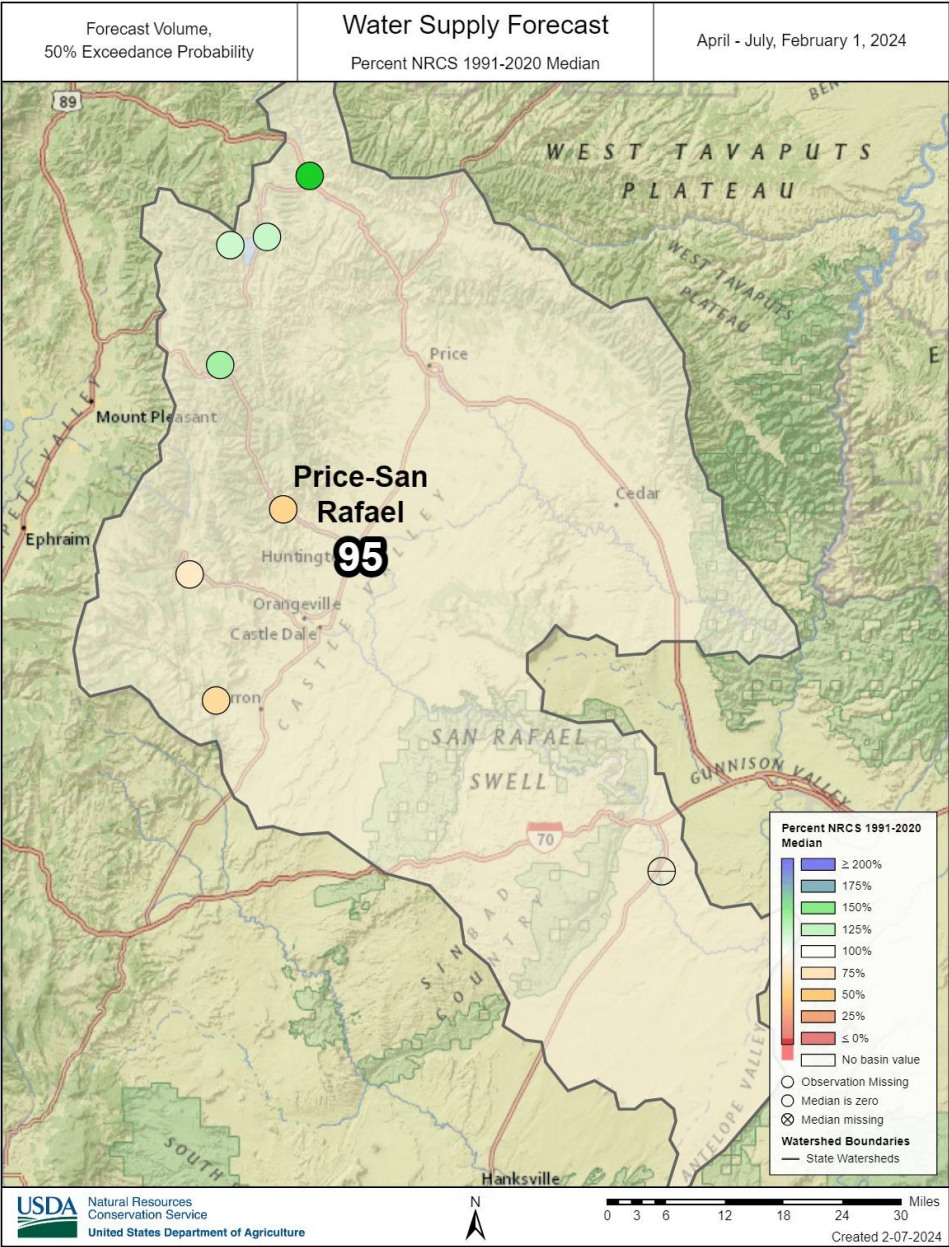 Forecast Volume,
50% Exceedance Probability
Water Supply Forecast
Percent NRCS 1991-2020 Median
April - July, February 1, 2024
89
WEST TAVAPUTS
PLATEAU
WEST TAVAPUTS
PLATEAU
E
Price
Mount Pleasant
Price-San
Rafael
95
Cedar
Ephraim
Orangeville
Castle Dale
CASTLE VALLEY
SAN RAFAEL
SWELL
GUNNISON VALLEY
70
SINBAD
COUNTRY
ANTELOPE VALLEY
SOUTH
Hanksville
Percent NRCS 1991-2020
Median
≥ 200%
175%
150%
125%
100%
75%
50%
25%
≤ 0%
No basin value
Observation Missing
Median is zero
Median missing
Watershed Boundaries
State Watersheds
USDA
Natural Resources
Conservation Service
United States Department of Agriculture
N
Miles
0 3 6 12 18 24 30
Created 2-07-2024